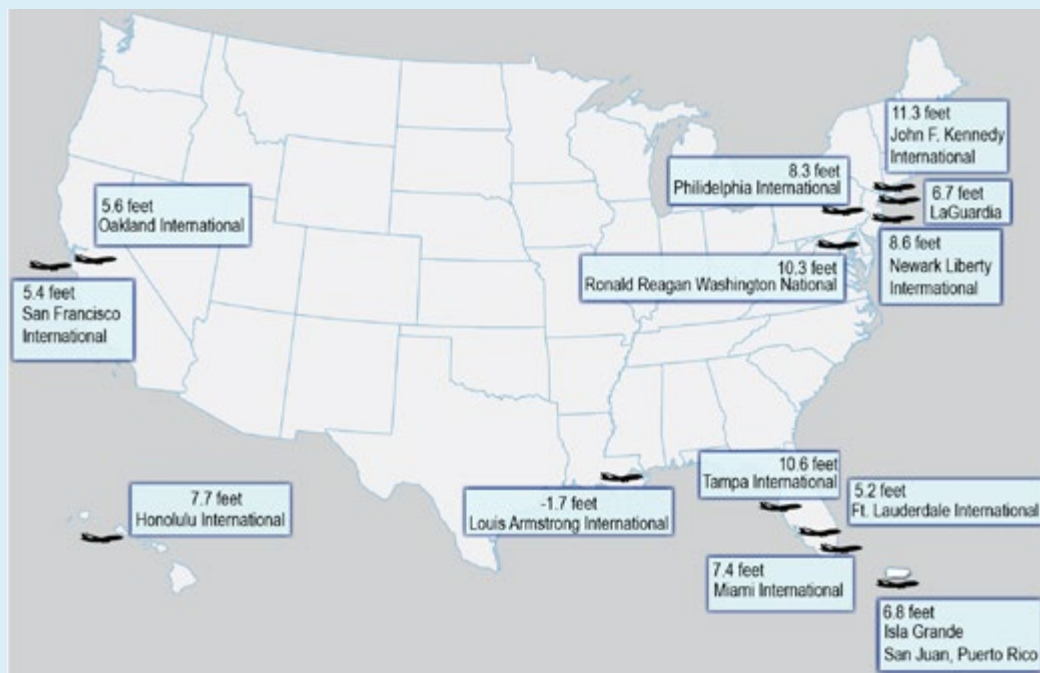 11.3 feet
John F. Kennedy
International
8.3 feet
Philidelphia International
6.7 feet
LaGuardia
5.6 feet
Oakland International
8.6 feet
Newark Liberty
Intermational
10.3 feet
Ronald Reagan Washington National
5.4 feet
San Francisco
International
10.6 feet
Tampa International
5.2 feet
Ft. Lauderdale International
7.7 feet
Honolulu International
-1.7 feet
Louis Armstrong International
7.4 feet
Miami International
6.8 feet
Isla Grande
San Juan, Puerto Rico